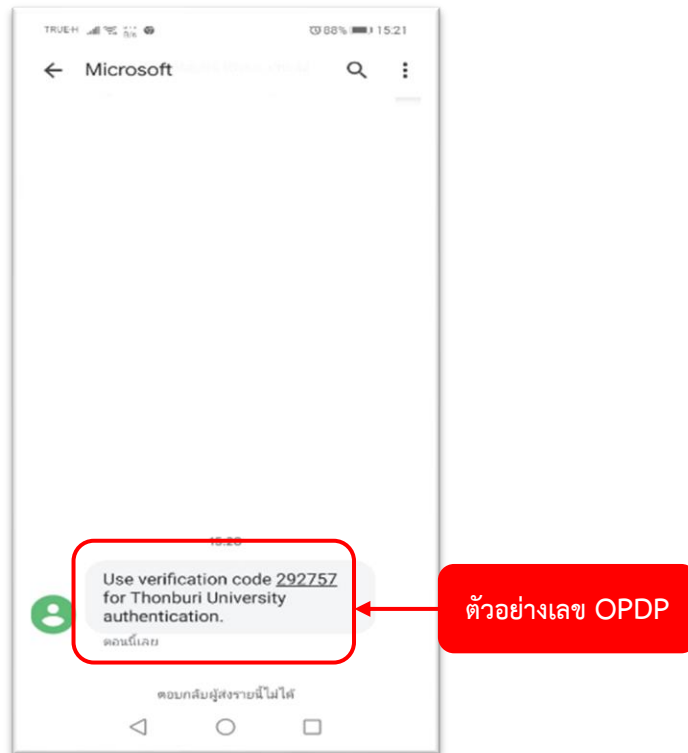 TRUE-H 88% 15:21
Microsoft
15:20
Use verification code 292757
for Thonburi University
authentication.
ตอนนี้เลย
ตอบกลับผู้ส่งรายนี้ไม่ได้
ตัวอย่างเลข OPDP